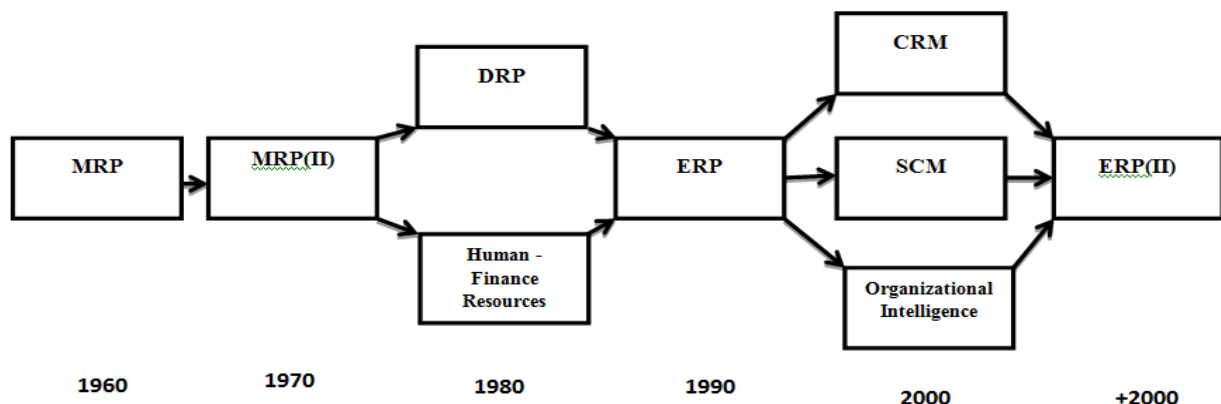 CRM
DRP
MRP
MRP(II)
ERP
SCM
ERP(II)
Human -
Finance
Resources
Organizational
Intelligence
1960
1970
1980
1990
2000
+2000